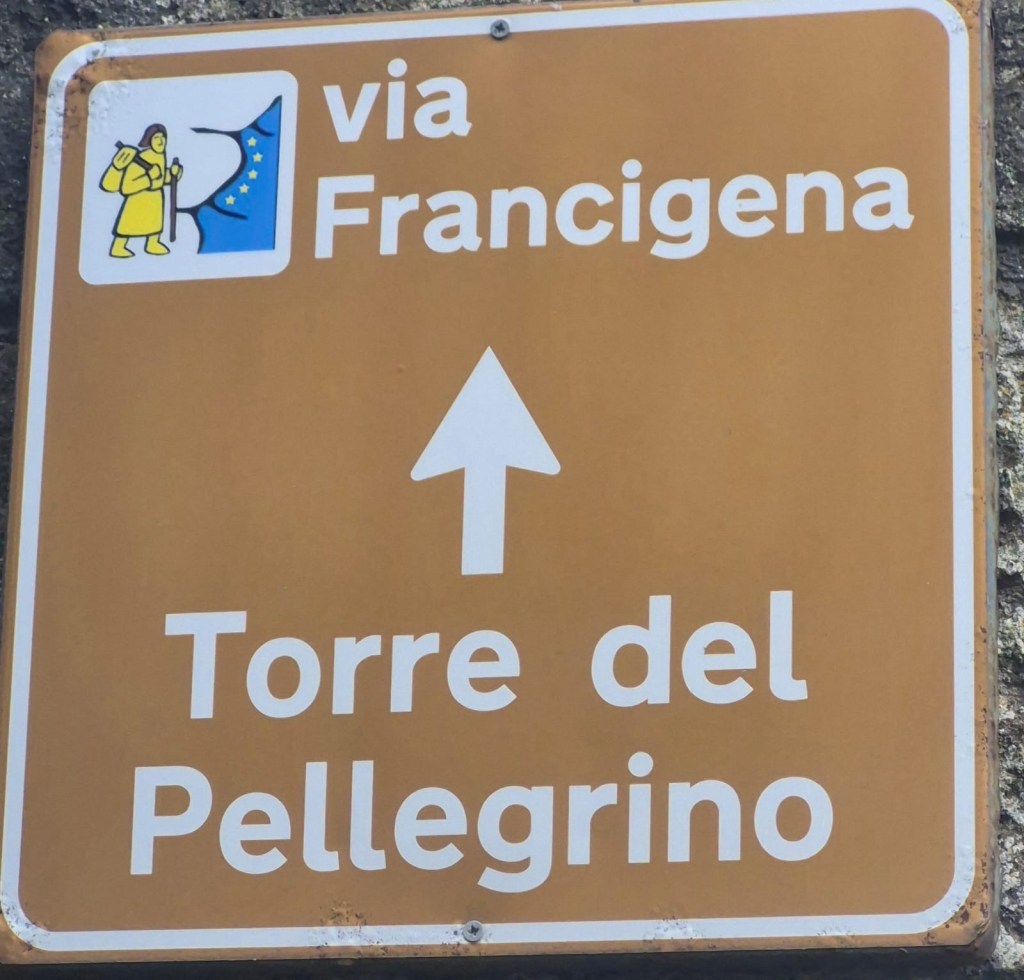 via
Francigena
Torre del
Pellegrino